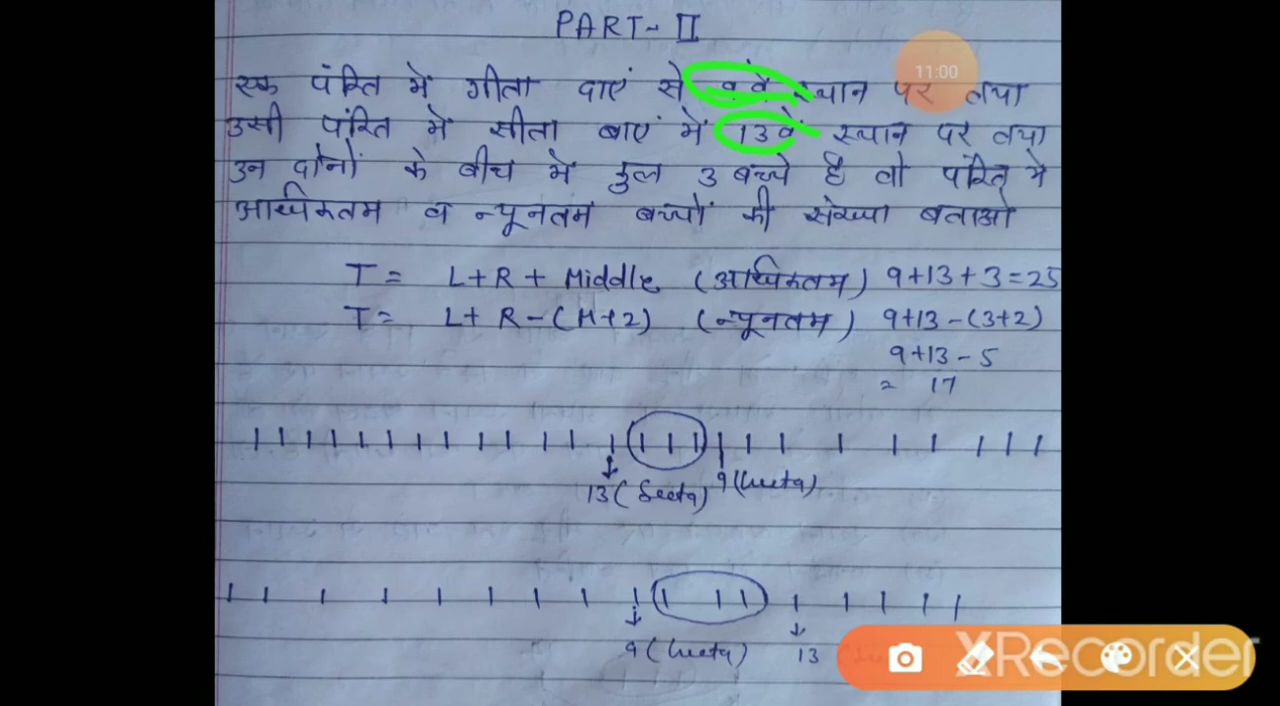 PART- II
11:00
एक पंक्ति में गीता दाएं से 9वें स्थान पर तथा
उसी पंक्ति में सीता बाएं में 13वें स्थान पर तथा
उन दोनों के बीच में कुल 3 बच्चे है तो पंक्ति मे
अधिकतम व न्यूनतम बच्चों की संख्या बताओ
T = L+R + Middle (अधिकतम) 9+13+3=25
T= L+ R-(M+2) (न्यूनतम) 9+13-(3+2)
9+13-5
= 17
13 (Seeta) 9 (Geeta)
9 (Geeta) 13
XRecorder